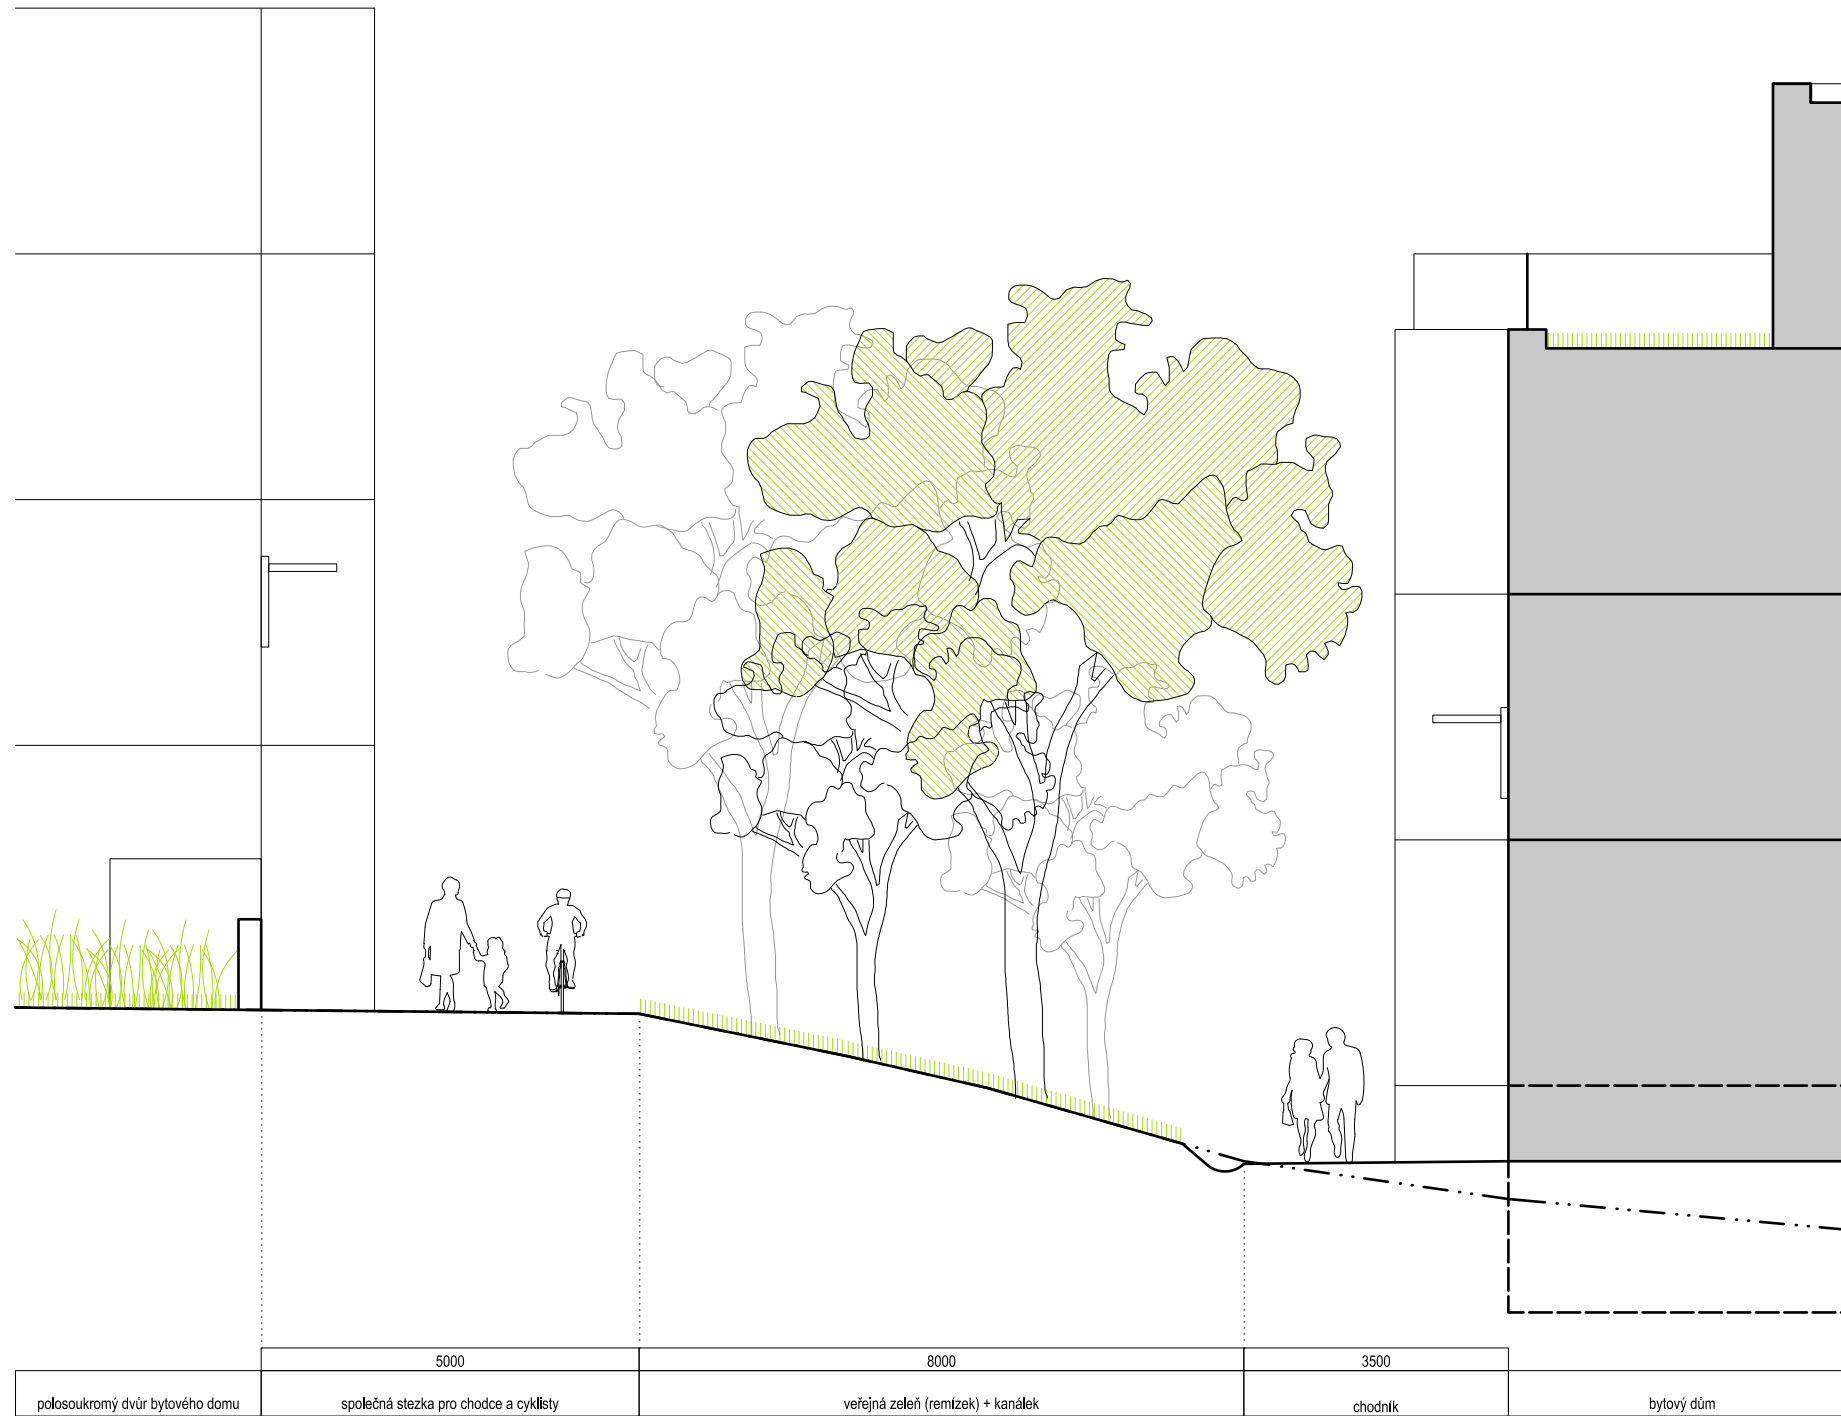 5000
8000
3500
polosoukromý dvůr bytového domu
společná stezka pro chodce a cyklisty
veřejná zeleň (remízek) + kanálek
chodník
bytový dům